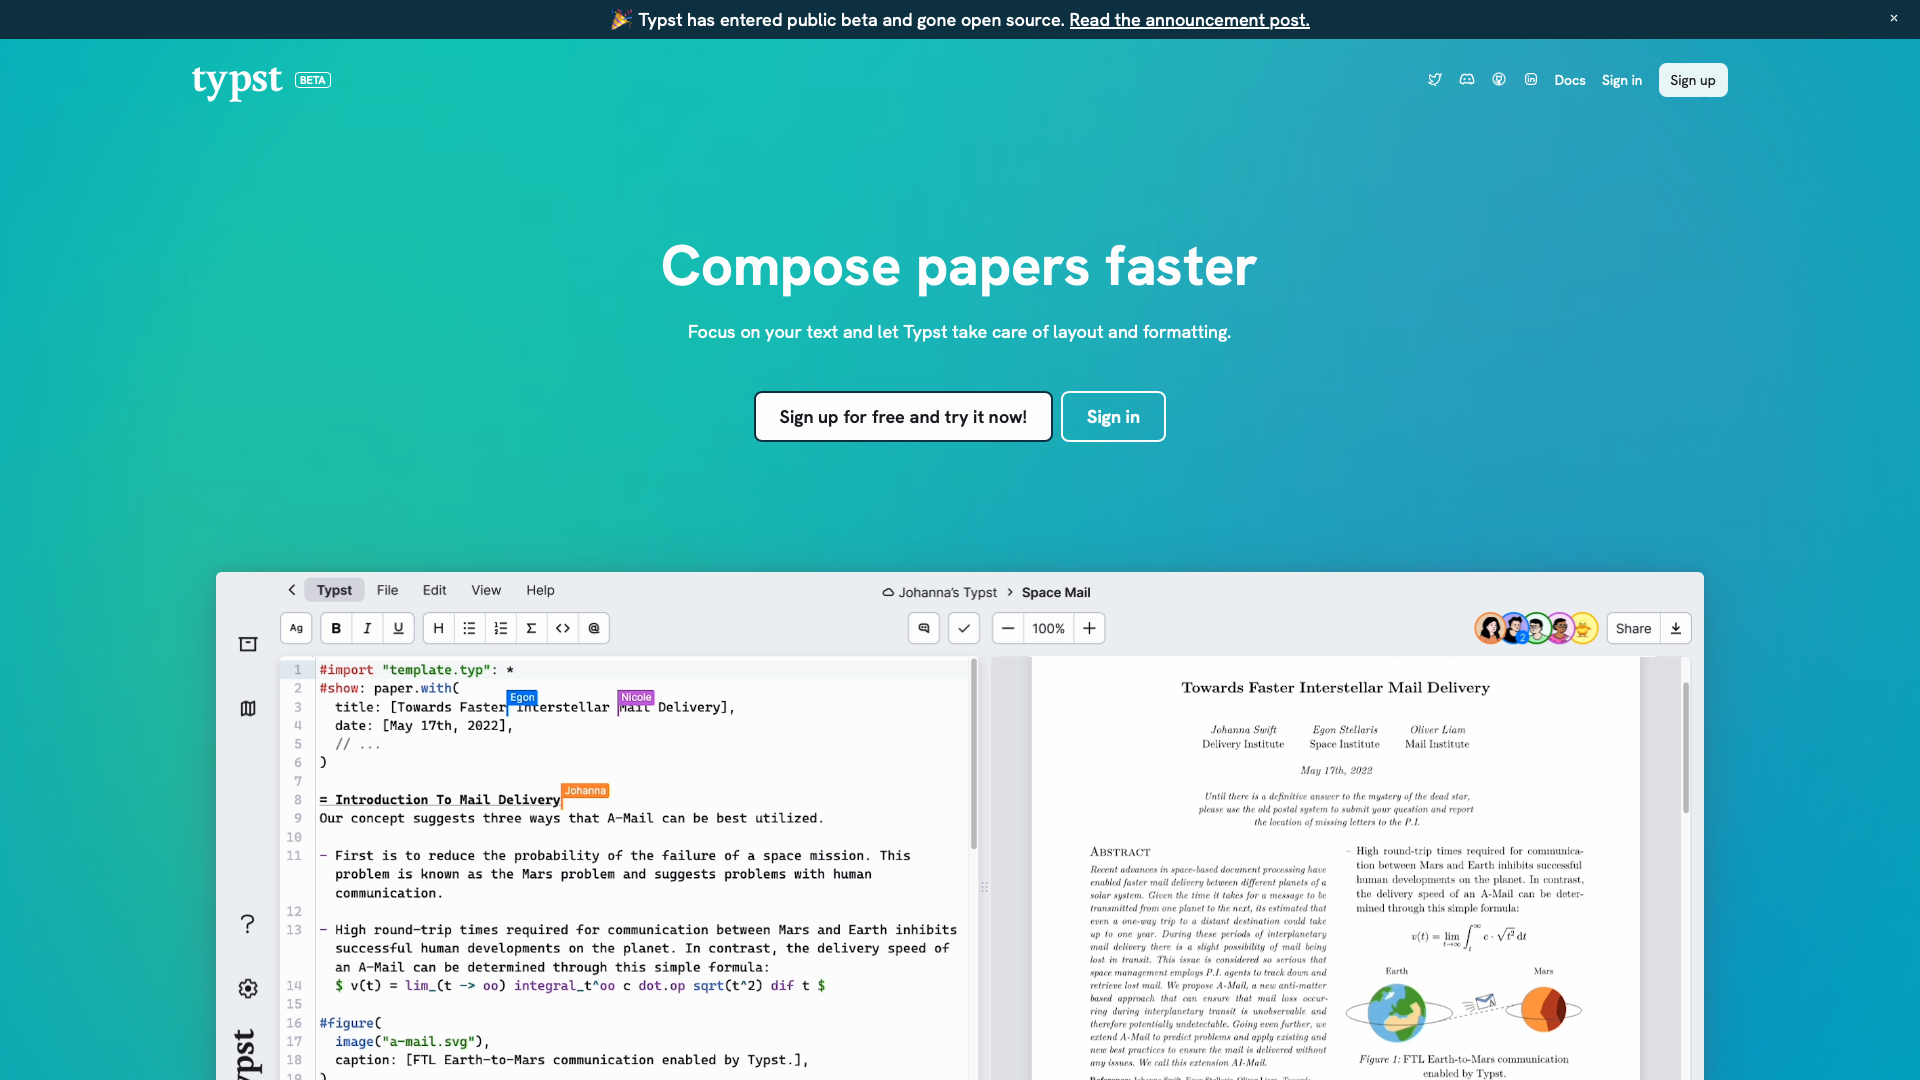 🎉 Typst has entered public beta and gone open source. Read the announcement post.
×
typst BETA
Docs Sign in Sign up
Compose papers faster
Focus on your text and let Typst take care of layout and formatting.
Sign up for free and try it now! Sign in
Typst File Edit View Help
Johanna's Typst > Space Mail
Ag B I U H Σ <> @
100%
2
Share
1 #import "template.typ": *
2 #show: paper.with(
Egon Nicole
3 title: [Towards Faster Interstellar Mail Delivery],
4 date: [May 17th, 2022],
5 // ...
6 )
7
Johanna
8 = Introduction To Mail Delivery
9 Our concept suggests three ways that A-Mail can be best utilized.
10
11 - First is to reduce the probability of the failure of a space mission. This
problem is known as the Mars problem and suggests problems with human
communication.
12
13 - High round-trip times required for communication between Mars and Earth inhibits
successful human developments on the planet. In contrast, the delivery speed of
an A-Mail can be determined through this simple formula:
14 $ v(t) = lim_(t -> oo) integral_t^oo c dot.op sqrt(t^2) dif t $
15
16 #figure(
17 image("a-mail.svg"),
18 caption: [FTL Earth-to-Mars communication enabled by Typst.],
19 )
typst
Towards Faster Interstellar Mail Delivery
Johanna Swift Egon Stellaris Oliver Liam
Delivery Institute Space Institute Mail Institute
May 17th, 2022
Until there is a definitive answer to the mystery of the dead star,
please use the old postal system to submit your question and report
the location of missing letters to the P.I.
Abstract
Recent advances in space-based document processing have
enabled faster mail delivery between different planets of a
solar system. Given the time it takes for a message to be
transmitted from one planet to the next, its estimated that
even a one-way trip to a distant destination could take
up to one year. During these periods of interplanetary
mail delivery there is a slight possibility of mail being
lost in transit. This issue is considered so serious that
space management employs P.I. agents to track down and
retrieve lost mail. We propose A-Mail, a new anti-matter
based approach that can ensure that mail loss occur-
ring during interplanetary transit is unobservable and
therefore potentially undetectable. Going even further, we
extend A-Mail to predict problems and apply existing and
new best practices to ensure the mail is delivered without
any issues. We call this extension AI-Mail.
– High round-trip times required for communica-
tion between Mars and Earth inhibits successful
human developments on the planet. In contrast,
the delivery speed of an A-Mail can be deter-
mined through this simple formula:
v(t) = lim t→∞ ∫ t ∞ c · √t² dt
Earth Mars
Figure 1: FTL Earth-to-Mars communication
enabled by Typst.